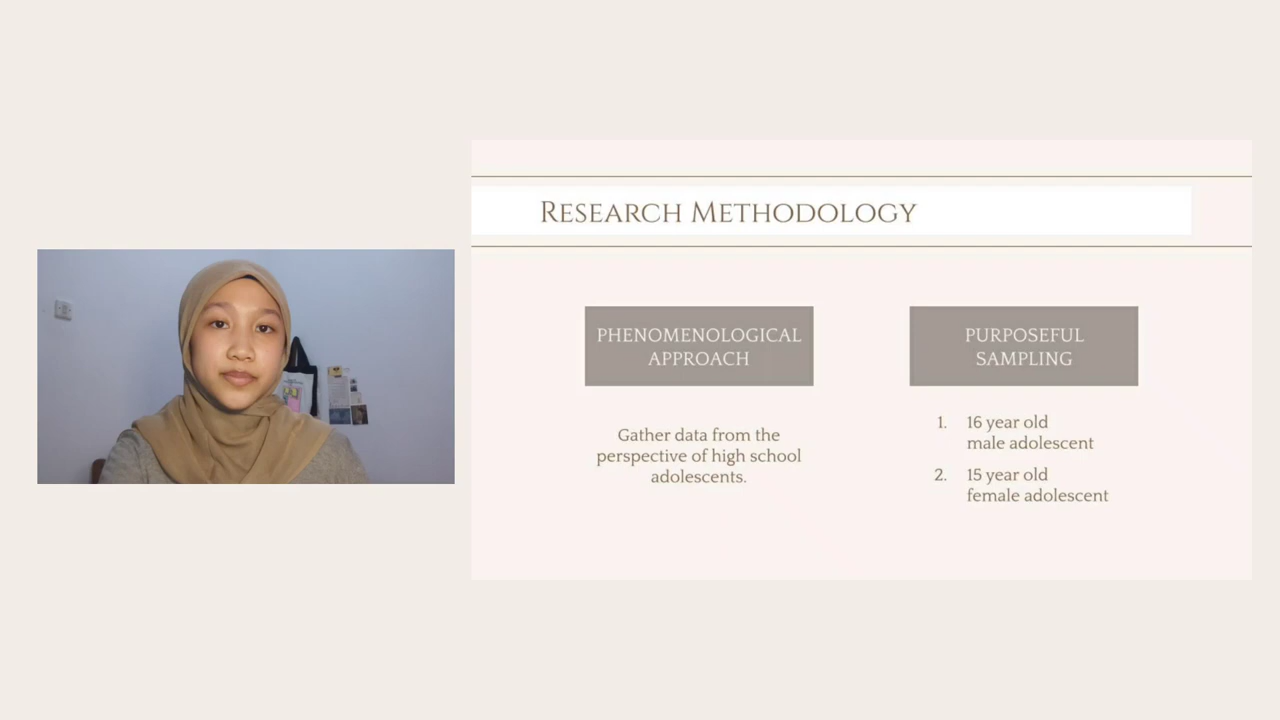 Research Methodology
PHENOMENOLOGICAL
APPROACH
Gather data from the
perspective of high school
adolescents.
PURPOSEFUL
SAMPLING
1. 16 year old
male adolescent
2. 15 year old
female adolescent